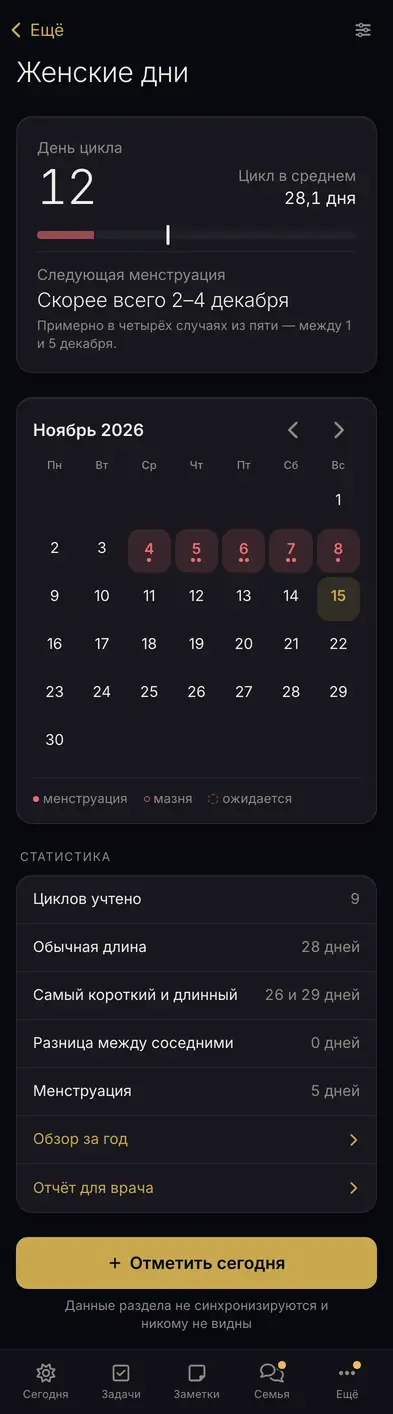 Ещё
Женские дни
День цикла
12
Цикл в среднем
28,1 дня
Следующая менструация
Скорее всего 2–4 декабря
Примерно в четырёх случаях из пяти — между 1
и 5 декабря.
Ноябрь 2026
Пн Вт Ср Чт Пт Сб Вс
1
2 3 4 5 6 7 8
9 10 11 12 13 14 15
16 17 18 19 20 21 22
23 24 25 26 27 28 29
30
менструация мазня ожидается
СТАТИСТИКА
Циклов учтено 9
Обычная длина 28 дней
Самый короткий и длинный 26 и 29 дней
Разница между соседними 0 дней
Менструация 5 дней
Обзор за год
Отчёт для врача
+ Отметить сегодня
Данные раздела не синхронизируются и
никому не видны
Сегодня Задачи Заметки Семья Ещё